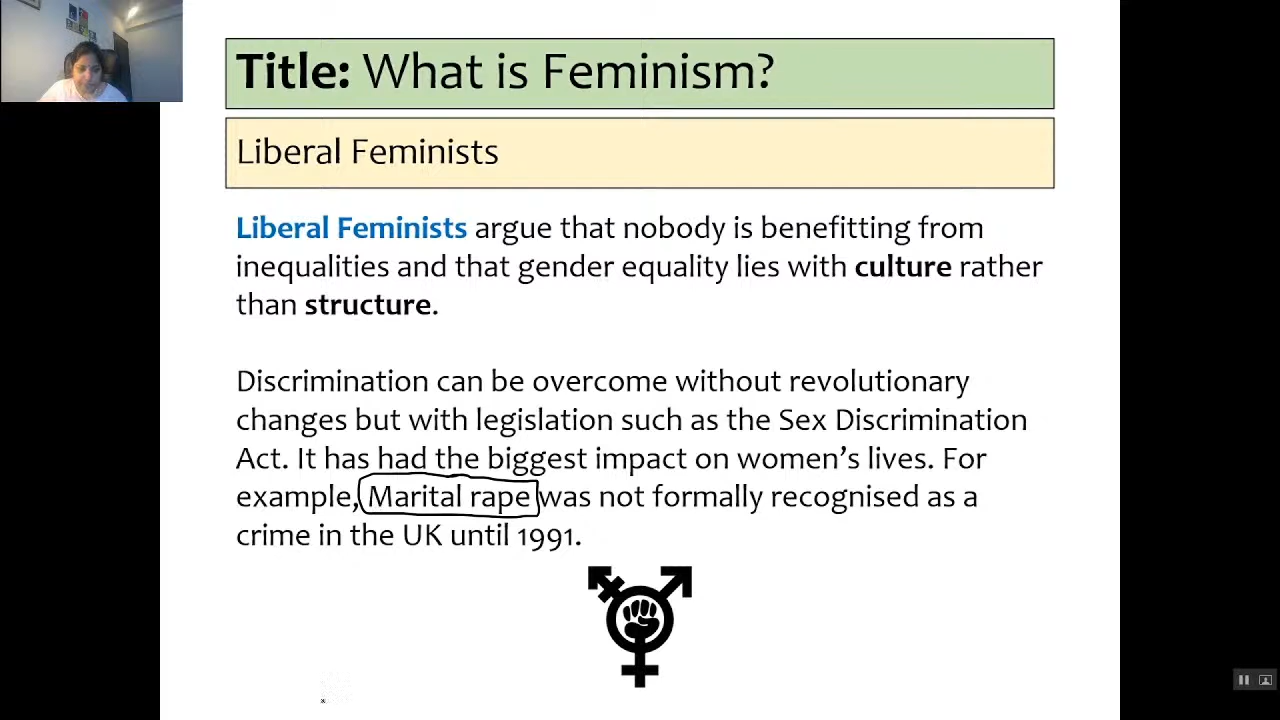 Title: What is Feminism?
Liberal Feminists
Liberal Feminists argue that nobody is benefitting from
inequalities and that gender equality lies with culture rather
than structure.
Discrimination can be overcome without revolutionary
changes but with legislation such as the Sex Discrimination
Act. It has had the biggest impact on women’s lives. For
example, Marital rape was not formally recognised as a
crime in the UK until 1991.